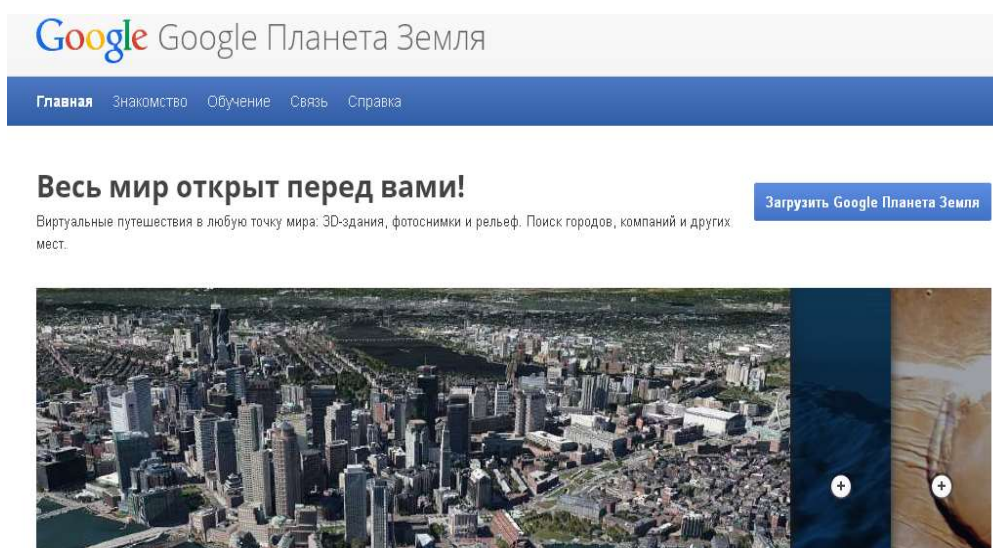 Google Google Планета Земля
Главная Знакомство Обучение Связь Справка
Весь мир открыт перед вами!
Виртуальные путешествия в любую точку мира: 3D-здания, фотоснимки и рельеф. Поиск городов, компаний и других
мест.
Загрузить Google Планета Земля